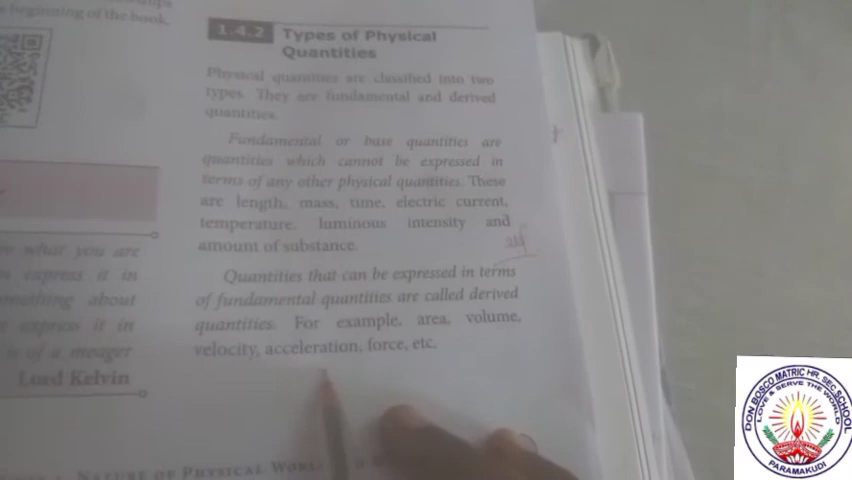 beginning of the book.
1.4.2 Types of Physical
Quantities
Physical quantities are classified into two
types. They are fundamental and derived
quantities.
Fundamental or base quantities are
quantities which cannot be expressed in
terms of any other physical quantities. These
are length, mass, time, electric current,
temperature, luminous intensity and
amount of substance.
Quantities that can be expressed in terms
of fundamental quantities are called derived
quantities. For example, area, volume,
velocity, acceleration, force, etc.
what you are
express it in
about
express it in
is of a meager
Lord Kelvin
NATURE OF PHYSICAL WORLD
DON BOSCO MATRIC HR. SEC. SCHOOL
LOVE & SERVE THE WORLD
PARAMAKUDI